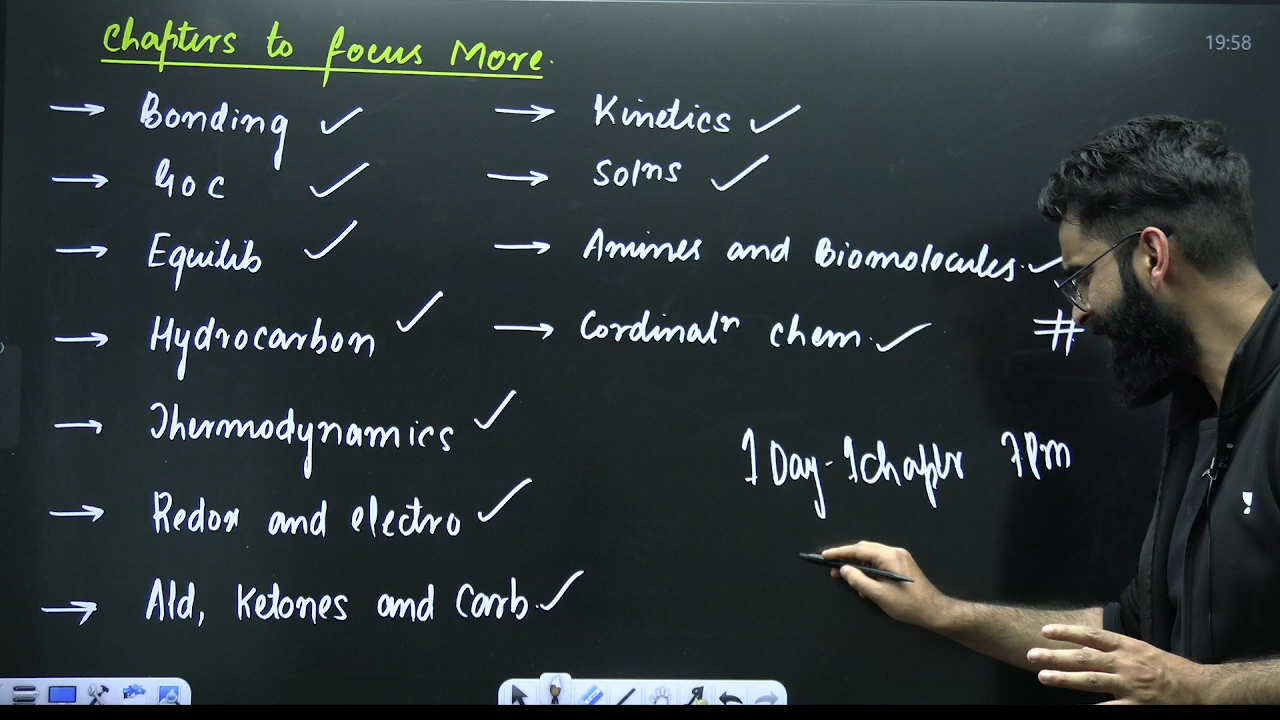 Chapters to focus More.
19:58
→ Bonding ✓
→ GOC ✓
→ Equilib ✓
→ Hydrocarbon ✓
→ Thermodynamics ✓
→ Redox and electro ✓
→ Ald, Ketones and Carb. ✓
→ Kinetics ✓
→ Solns ✓
→ Amines and Biomolecules. ✓
→ Cordinalⁿ chem. ✓
#
1 Day-1 Chapter 7 Pm